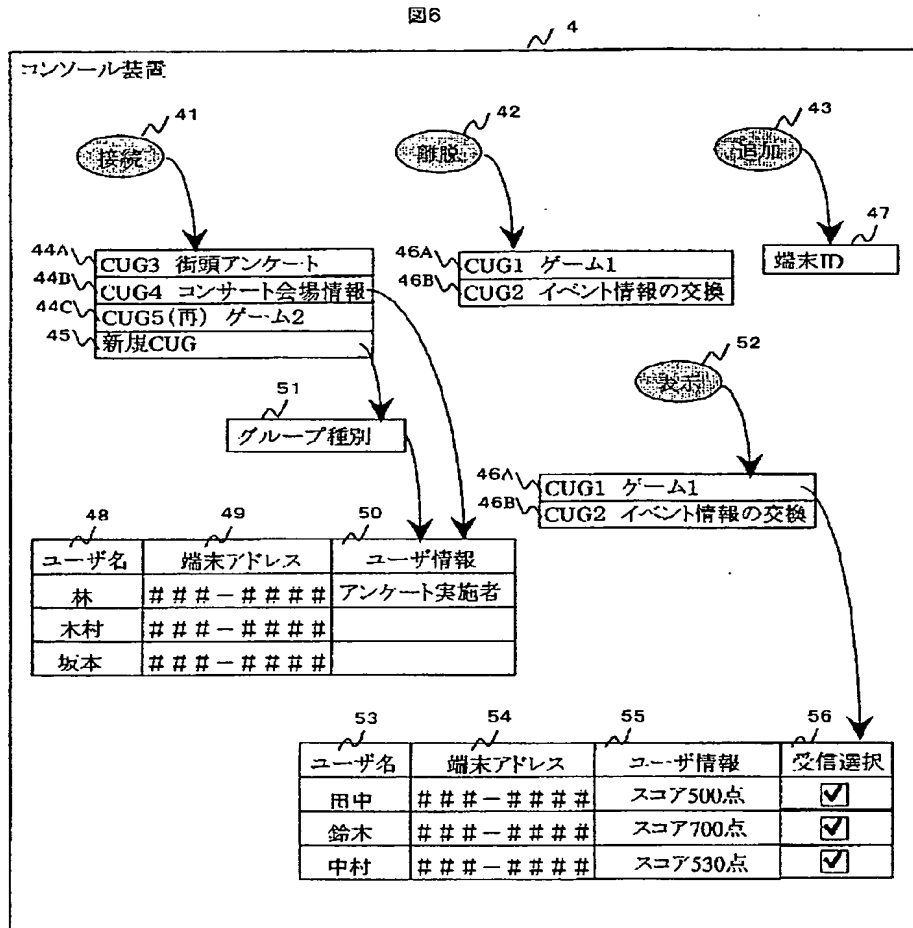 図6
4
コンソール装置
41
42
43
接続
離脱
追加
47
44A
CUG3 街頭アンケート
46A
CUG1 ゲーム1
端末ID
44B
CUG4 コンサート会場情報
46B
CUG2 イベント情報の交換
44C
CUG5(再) ゲーム2
45
新規CUG
52
表示
51
グループ種別
46A
CUG1 ゲーム1
46B
CUG2 イベント情報の交換
48 49 50
ユーザ名 端末アドレス ユーザ情報
林 ###-#### アンケート実施者
木村 ###-####
坂本 ###-####
53 54 55 56
ユーザ名 端末アドレス ユーザ情報 受信選択
田中 ###-#### スコア500点
鈴木 ###-#### スコア700点
中村 ###-#### スコア530点